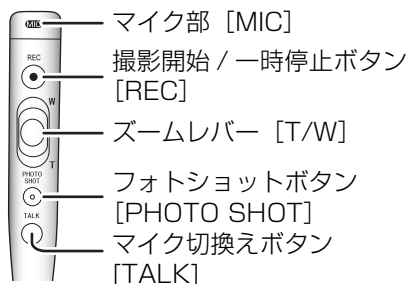 MIC
マイク部［MIC］
REC
撮影開始 / 一時停止ボタン
［REC］
W
ズームレバー［T/W］
T
PHOTO
SHOT
フォトショットボタン
［PHOTO SHOT］
TALK
マイク切換えボタン
［TALK］